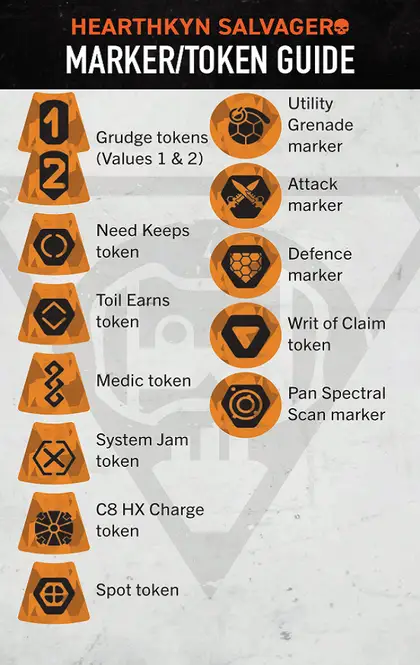 HEARTHKYN SALVAGER
MARKER/TOKEN GUIDE
1
2
Grudge tokens
(Values 1 & 2)
Need Keeps
token
Toil Earns
token
Medic token
System Jam
token
C8 HX Charge
token
Spot token
Utility
Grenade
marker
Attack
marker
Defence
marker
Writ of Claim
token
Pan Spectral
Scan marker